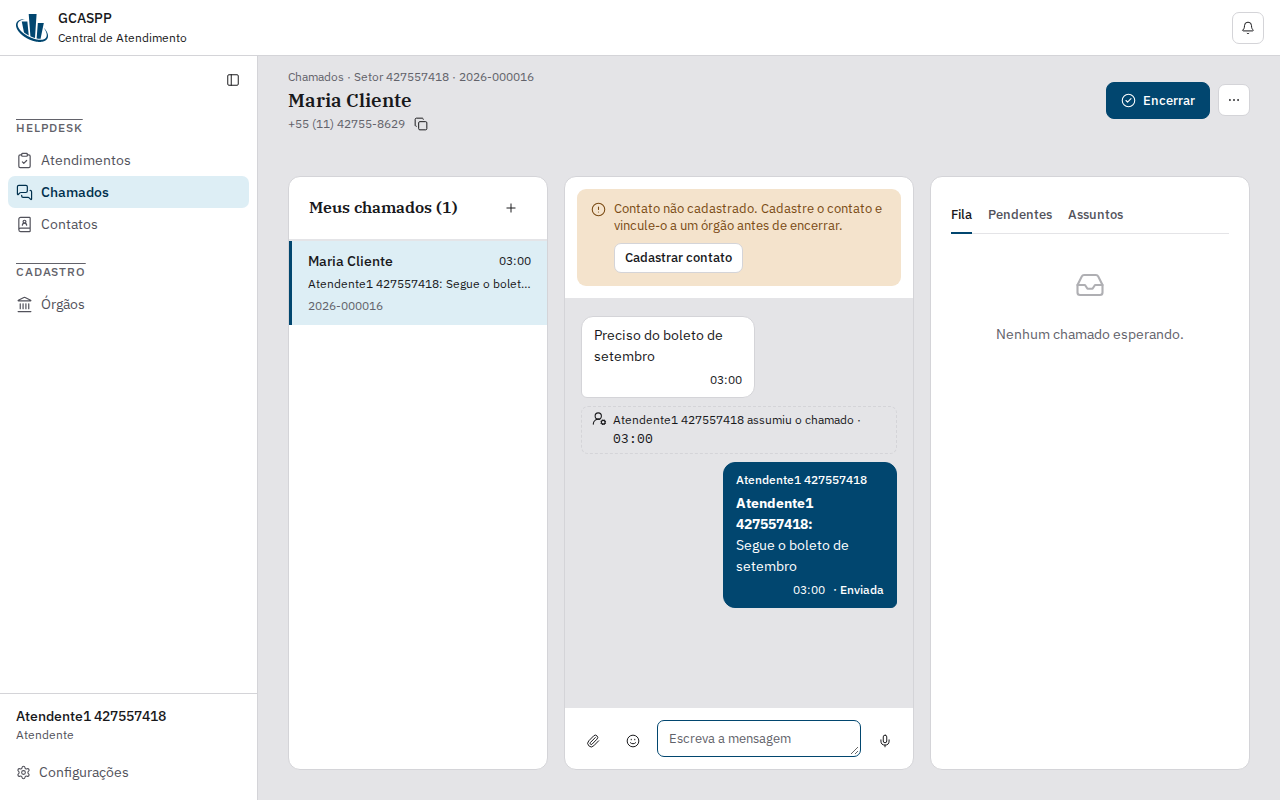 GCASPP
Central de Atendimento
HELPDESK
Atendimentos
Chamados
Contatos
CADASTRO
Órgãos
Atendente1 427557418
Atendente
Configurações
Chamados · Setor 427557418 · 2026-000016
Maria Cliente
+55 (11) 42755-8629
Encerrar
Meus chamados (1)
Maria Cliente 03:00
Atendente1 427557418: Segue o bolet...
2026-000016
Contato não cadastrado. Cadastre o contato e
vincule-o a um órgão antes de encerrar.
Cadastrar contato
Preciso do boleto de
setembro
03:00
Atendente1 427557418 assumiu o chamado ·
03:00
Atendente1 427557418
Atendente1
427557418:
Segue o boleto de
setembro
03:00 · Enviada
Escreva a mensagem
Fila Pendentes Assuntos
Nenhum chamado esperando.